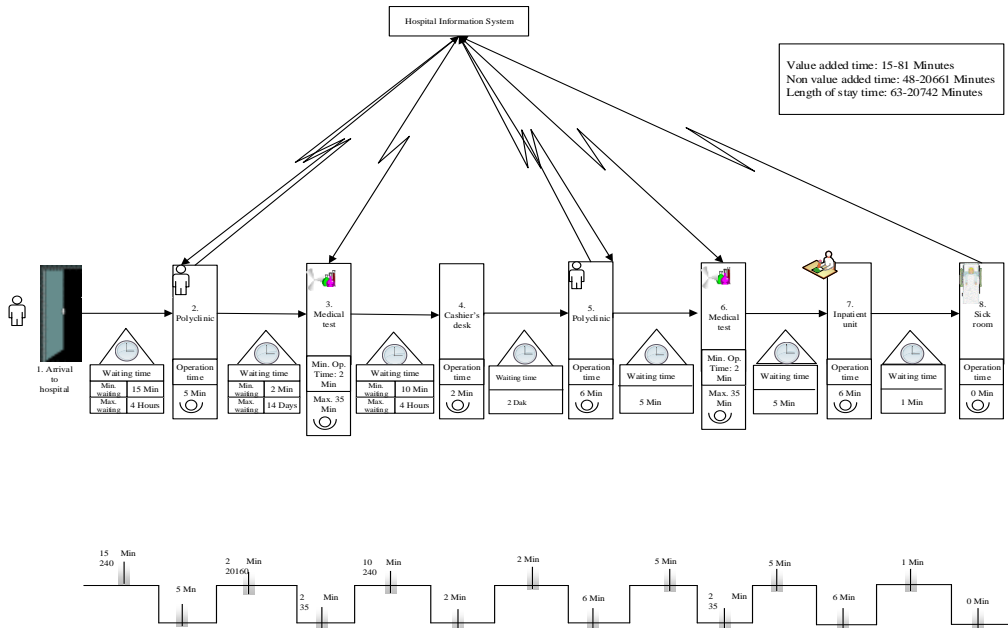 Hospital Information System
Value added time: 15-81 Minutes
Non value added time: 48-20661 Minutes
Length of stay time: 63-20742 Minutes
1. Arrival
to
hospital
2.
Polyclinic
3.
Medical
test
4.
Cashier's
desk
5.
Polyclinic
6.
Medical
test
7.
Inpatient
unit
8.
Sick
room
Waiting time
Min.
waiting
15 Min
Max.
waiting
4 Hours
Operation
time
5 Min
Waiting time
Min.
waiting
2 Min
Max.
waiting
14 Days
Min. Op.
Time: 2
Min
Max. 35
Min
Waiting time
Min.
waiting
10 Min
Max.
waiting
4 Hours
Operation
time
2 Min
Waiting time
2 Dak
Operation
time
6 Min
Waiting time
5 Min
Min. Op.
Time: 2
Min
Max. 35
Min
Waiting time
5 Min
Operation
time
6 Min
Waiting time
1 Min
Operation
time
0 Min
15 Min
240
5 Mn
2 Min
20160
2 Min
35
10 Min
240
2 Min
2 Min
6 Min
5 Min
2 Min
35
5 Min
6 Min
1 Min
0 Min